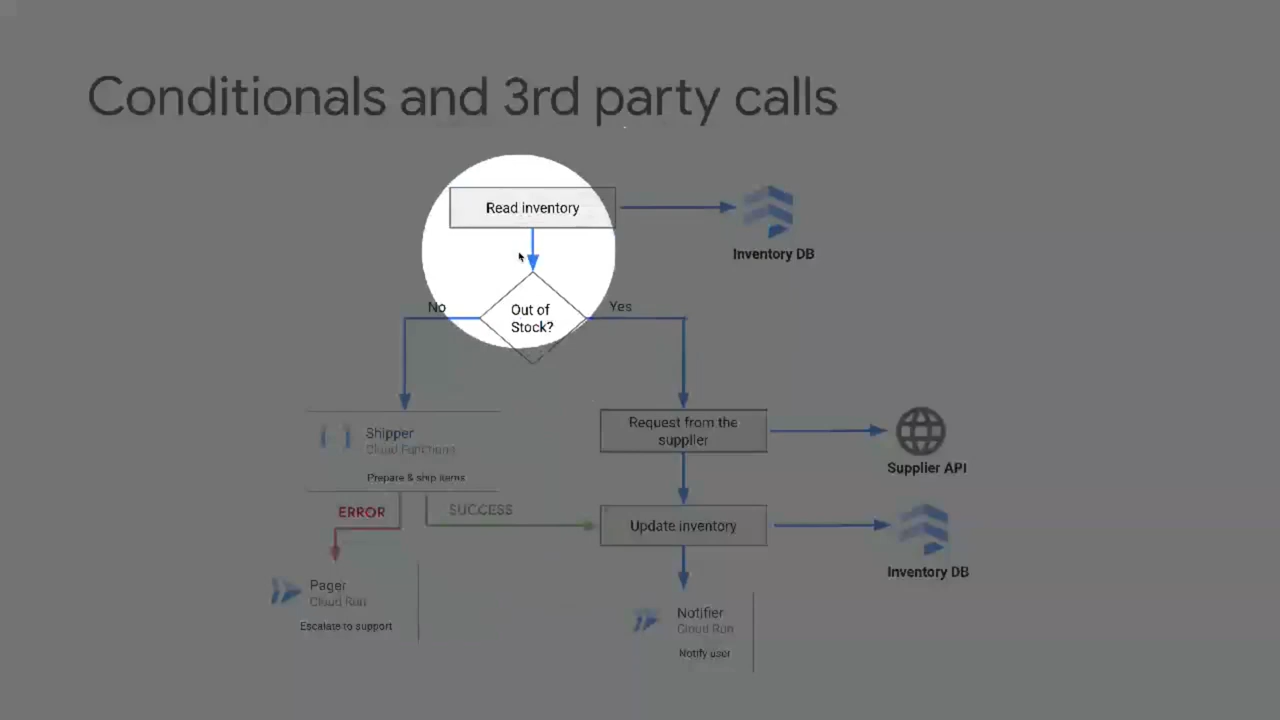 Conditionals and 3rd party calls
Read inventory
Inventory DB
No
Out of
Stock?
Yes
Shipper
Cloud Functions
Prepare & ship items
Request from the
supplier
Supplier API
ERROR
SUCCESS
Update inventory
Inventory DB
Pager
Cloud Run
Escalate to support
Notifier
Cloud Run
Notify user